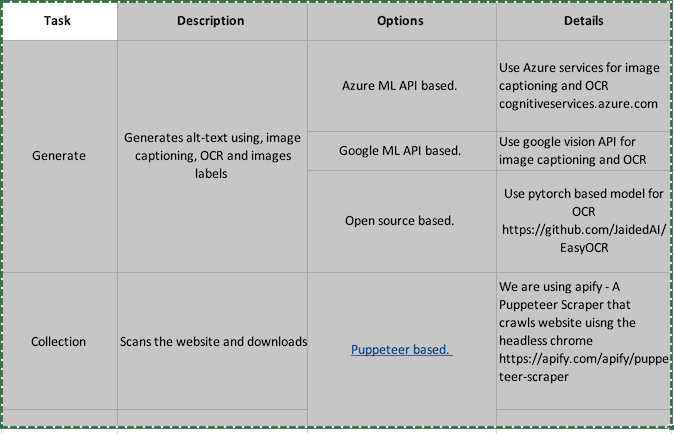 Task
Description
Options
Details
Generate
Generates alt-text using, image
captioning, OCR and images
labels
Azure ML API based.
Use Azure services for image
captioning and OCR
cognitiveservices.azure.com
Google ML API based.
Use google vision API for
image captioning and OCR
Open source based.
Use pytorch based model for
OCR
https://github.com/JaidedAI/
EasyOCR
Collection
Scans the website and downloads
Puppeteer based.
We are using apify - A
Puppeteer Scraper that
crawls website uisng the
headless chrome
https://apify.com/apify/puppe
teer-scraper